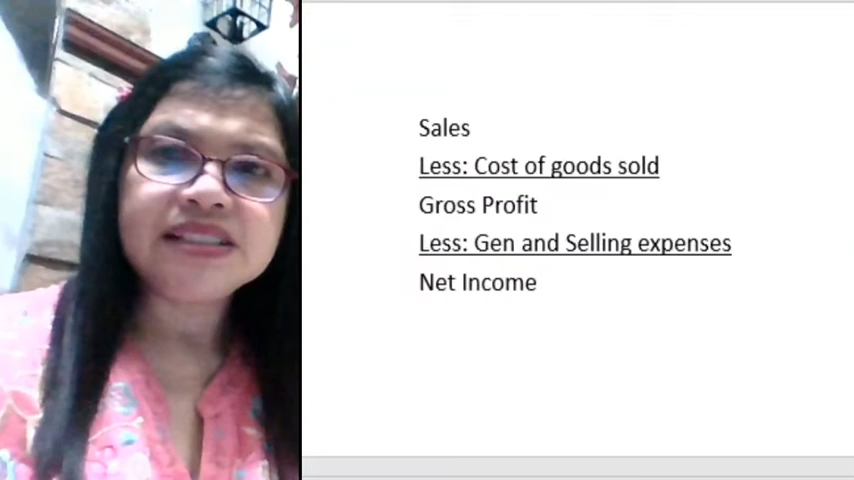 Sales
Less: Cost of goods sold
Gross Profit
Less: Gen and Selling expenses
Net Income